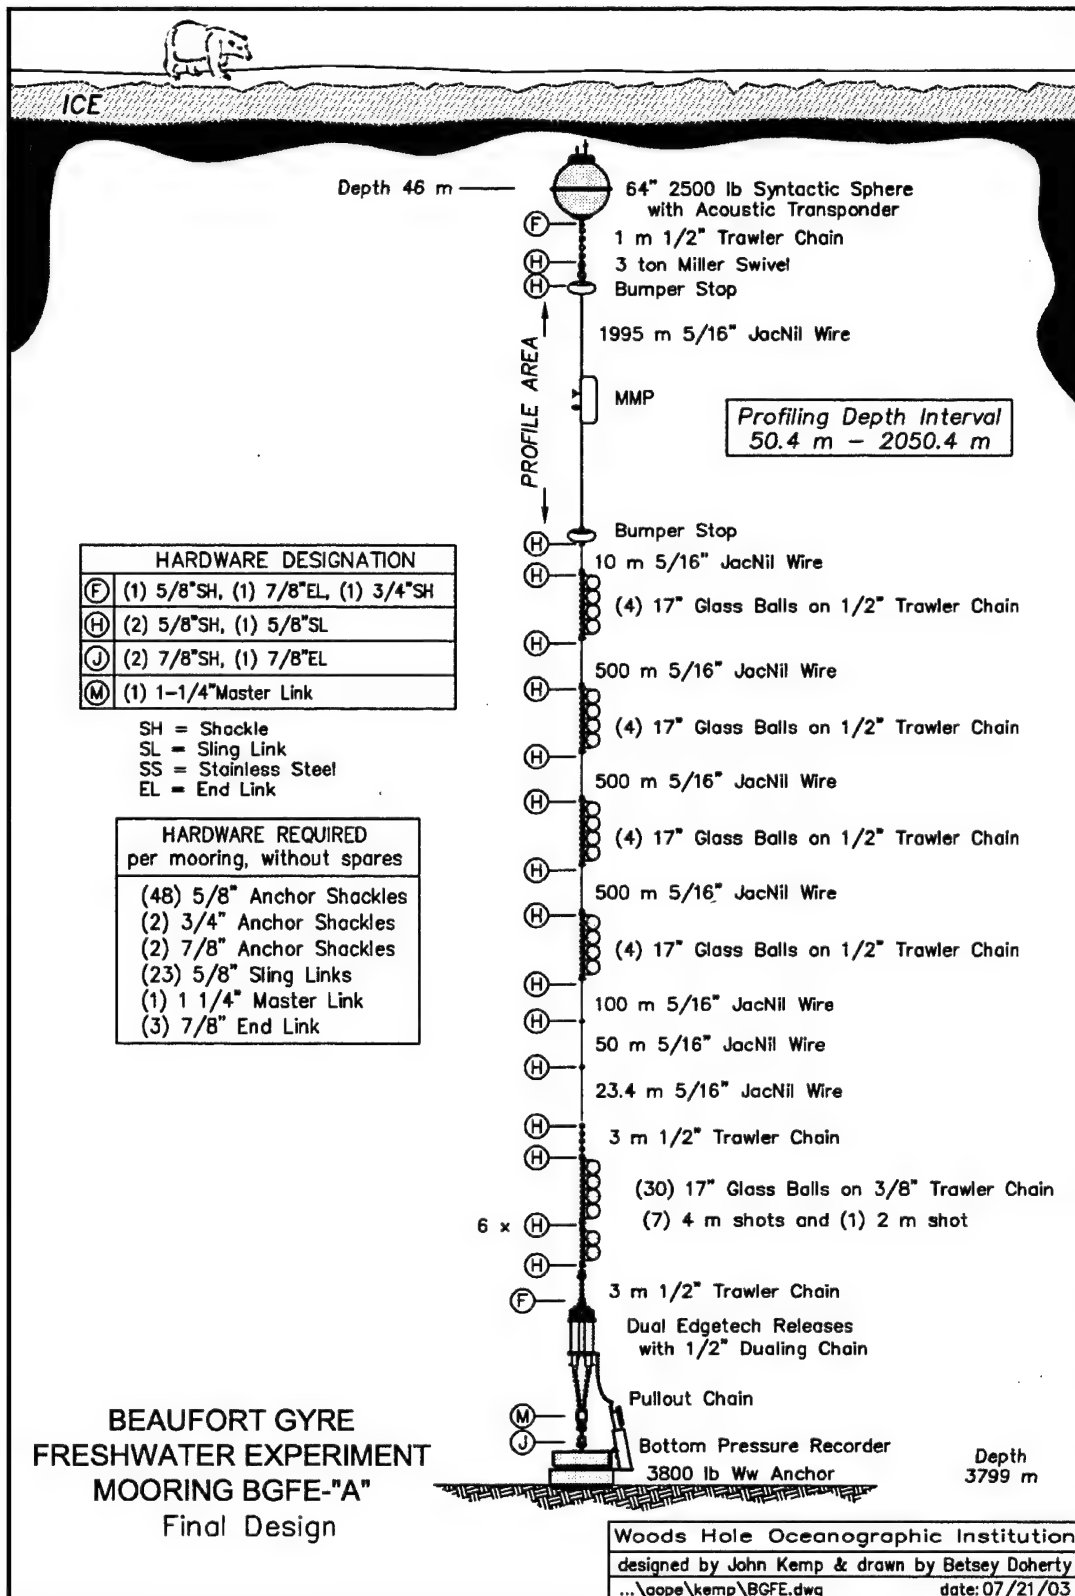 ICE
Depth 46 m
64" 2500 lb Syntactic Sphere
with Acoustic Transponder
F
1 m 1/2" Trawler Chain
H
3 ton Miller Swivel
H
Bumper Stop
1995 m 5/16" JacNil Wire
PROFILE AREA
MMP
Profiling Depth Interval
50.4 m – 2050.4 m
Bumper Stop
H
10 m 5/16" JacNil Wire
H
(4) 17" Glass Balls on 1/2" Trawler Chain
H
500 m 5/16" JacNil Wire
H
(4) 17" Glass Balls on 1/2" Trawler Chain
H
500 m 5/16" JacNil Wire
H
(4) 17" Glass Balls on 1/2" Trawler Chain
H
500 m 5/16" JacNil Wire
H
(4) 17" Glass Balls on 1/2" Trawler Chain
H
100 m 5/16" JacNil Wire
H
50 m 5/16" JacNil Wire
H
23.4 m 5/16" JacNil Wire
H
3 m 1/2" Trawler Chain
H
(30) 17" Glass Balls on 3/8" Trawler Chain
(7) 4 m shots and (1) 2 m shot
6 x H
H
3 m 1/2" Trawler Chain
F
Dual Edgetech Releases
with 1/2" Dualing Chain
Pullout Chain
M
J
Bottom Pressure Recorder
3800 lb Ww Anchor
Depth
3799 m
HARDWARE DESIGNATION
F (1) 5/8"SH, (1) 7/8"EL, (1) 3/4"SH
H (2) 5/8"SH, (1) 5/8"SL
J (2) 7/8"SH, (1) 7/8"EL
M (1) 1-1/4"Master Link
SH = Shackle
SL = Sling Link
SS = Stainless Steel
EL = End Link
HARDWARE REQUIRED
per mooring, without spares
(48) 5/8" Anchor Shackles
(2) 3/4" Anchor Shackles
(2) 7/8" Anchor Shackles
(23) 5/8" Sling Links
(1) 1 1/4" Master Link
(3) 7/8" End Link
BEAUFORT GYRE
FRESHWATER EXPERIMENT
MOORING BGFE-"A"
Final Design
Woods Hole Oceanographic Institution
designed by John Kemp & drawn by Betsey Doherty
...\aope\kemp\BGFE.dwg date: 07/21/03